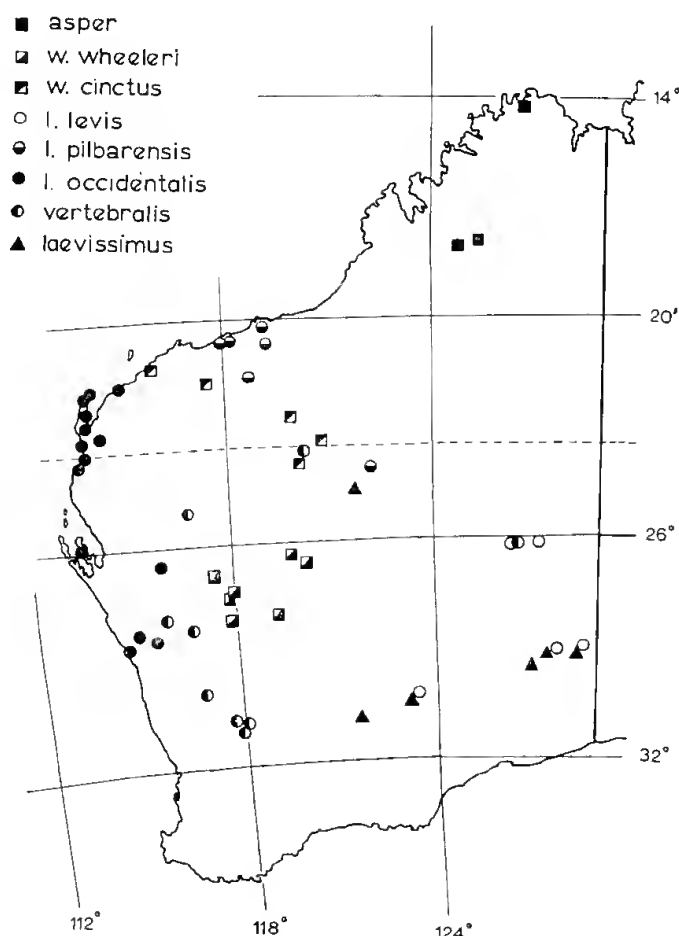 asper
w. wheeleri
w. cinctus
l. levis
l. pilbarensis
l. occidentalis
vertebralis
laevissimus
14°
20°
26°
32°
112°
118°
124°